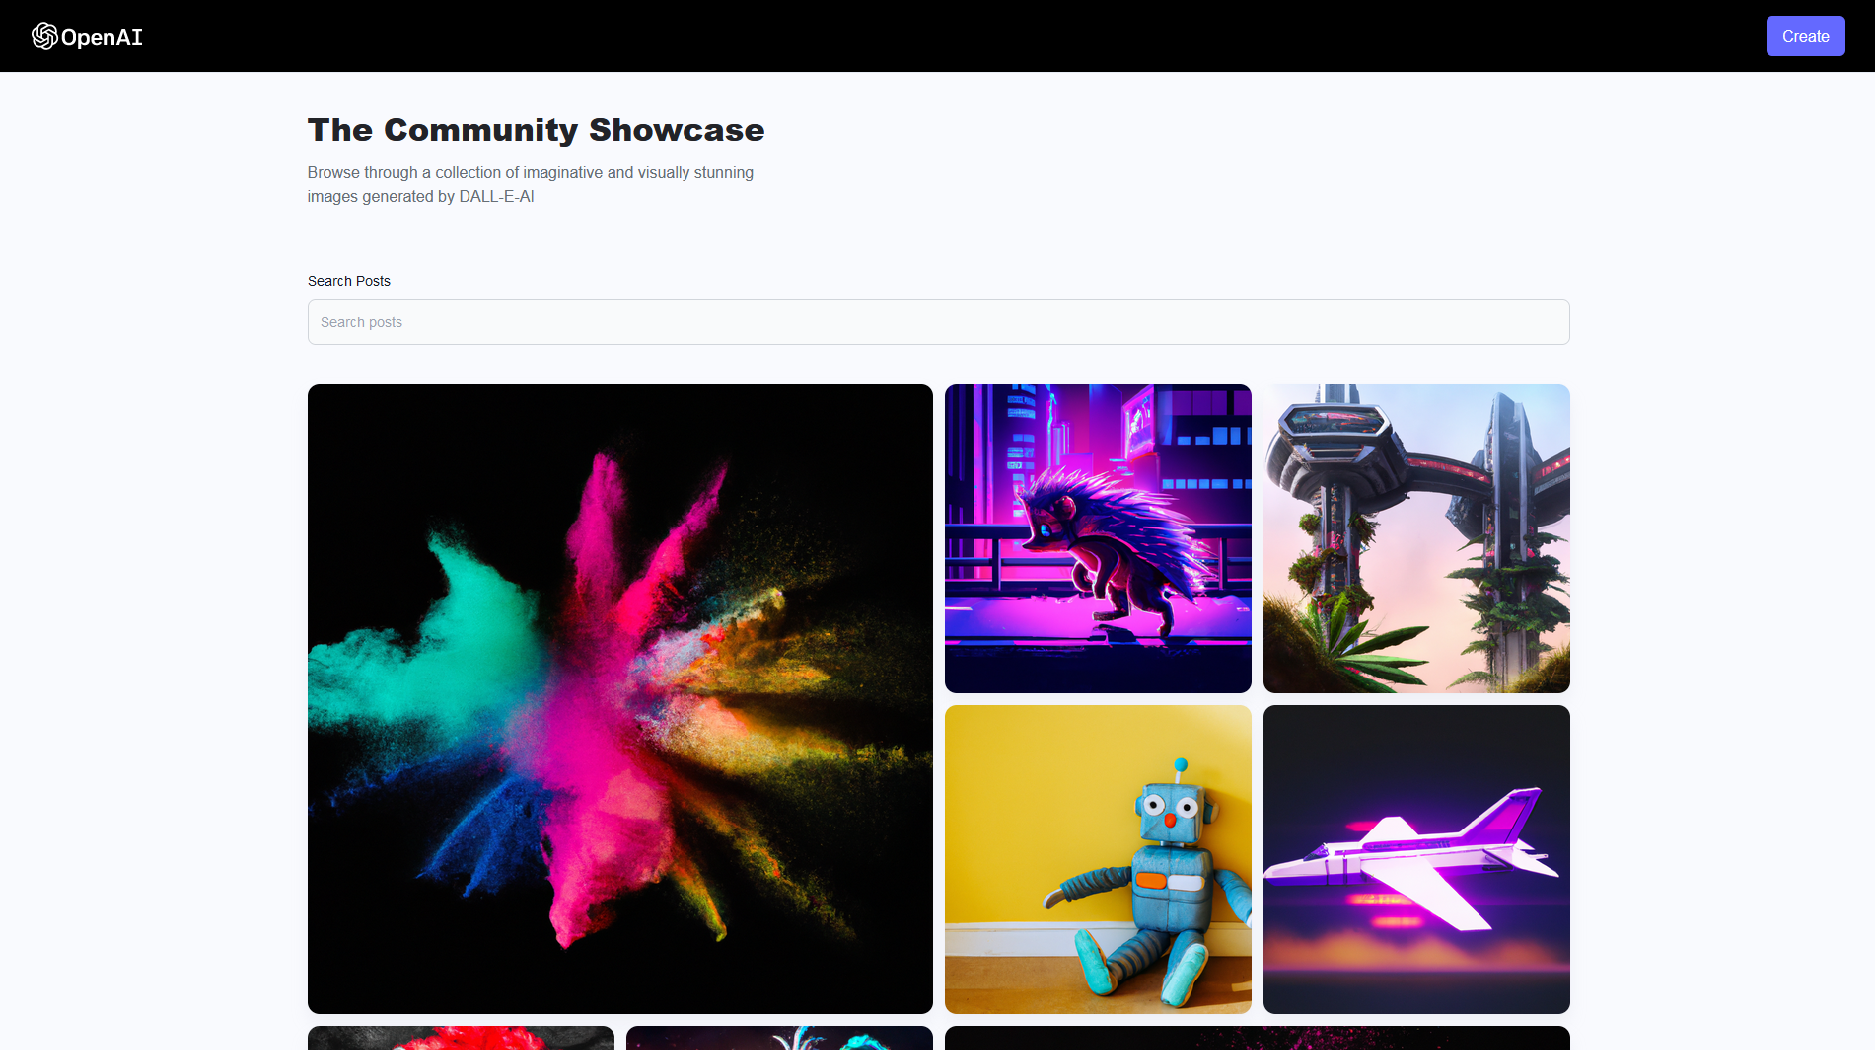 OpenAI
Create
The Community Showcase
Browse through a collection of imaginative and visually stunning
images generated by DALL-E-AI
Search Posts
Search posts